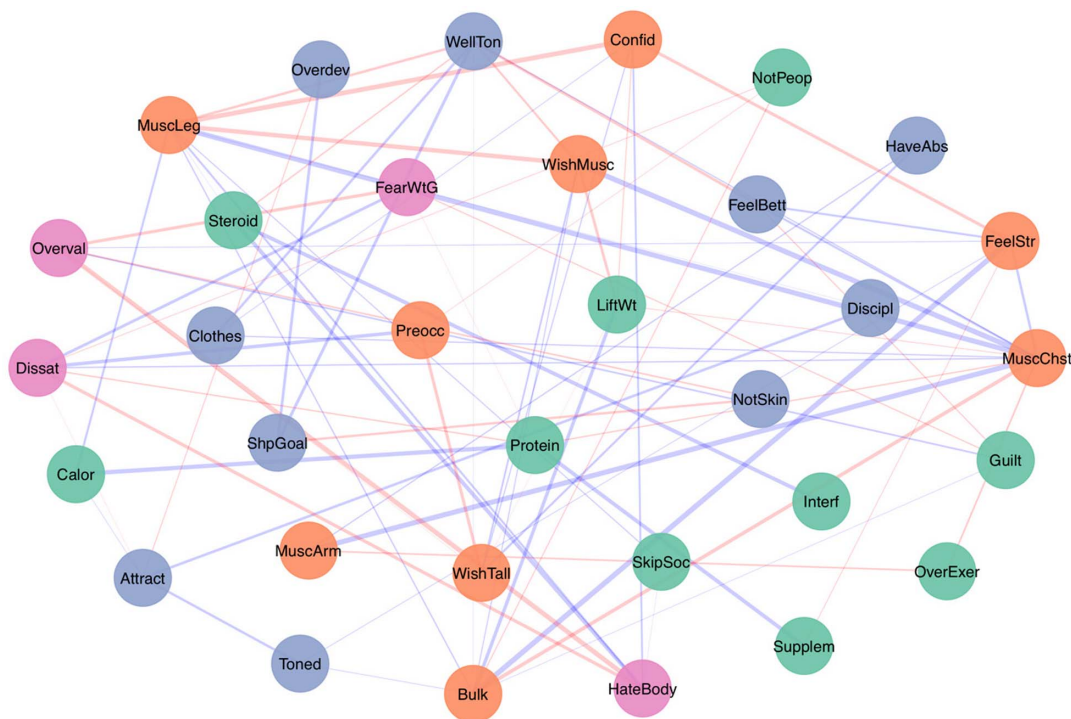 WellTon
Confid
Overdev
NotPeop
MuscLeg
HaveAbs
WishMusc
FearWtG
FeelBett
Steroid
Overval
FeelStr
LiftWt
Discipl
Clothes
Preocc
Dissat
MuscChst
NotSkin
ShpGoal
Protein
Guilt
Calor
Interf
MuscArm
WishTall
SkipSoc
OverExer
Attract
Supplem
Toned
Bulk
HateBody